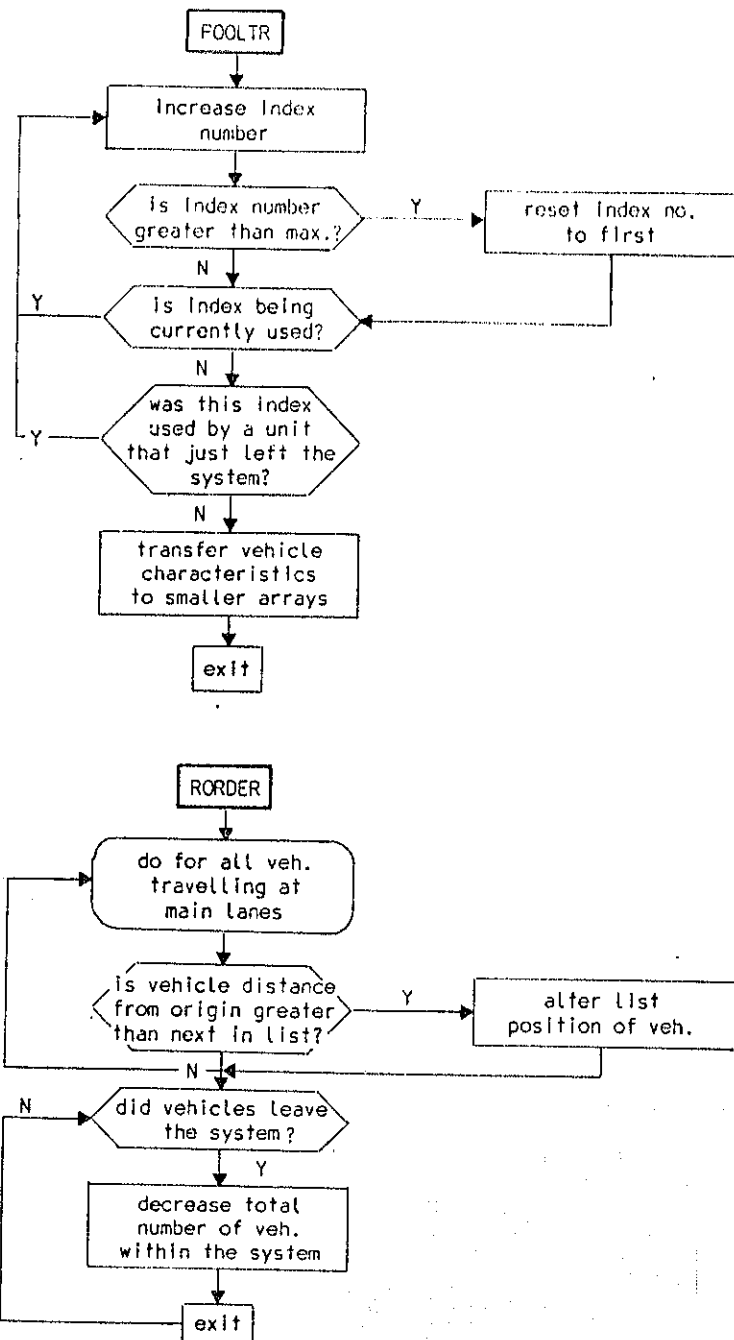 FOOLTR
increase index
number
is index number
greater than max.?
Y
reset index no.
to first
N
Y
is index being
currently used?
N
was this index
used by a unit
that just left the
system?
Y
N
transfer vehicle
characteristics
to smaller arrays
exit
RORDER
do for all veh.
travelling at
main lanes
is vehicle distance
from origin greater
than next in list?
Y
alter list
position of veh.
N
N
did vehicles leave
the system?
Y
decrease total
number of veh.
within the system
exit